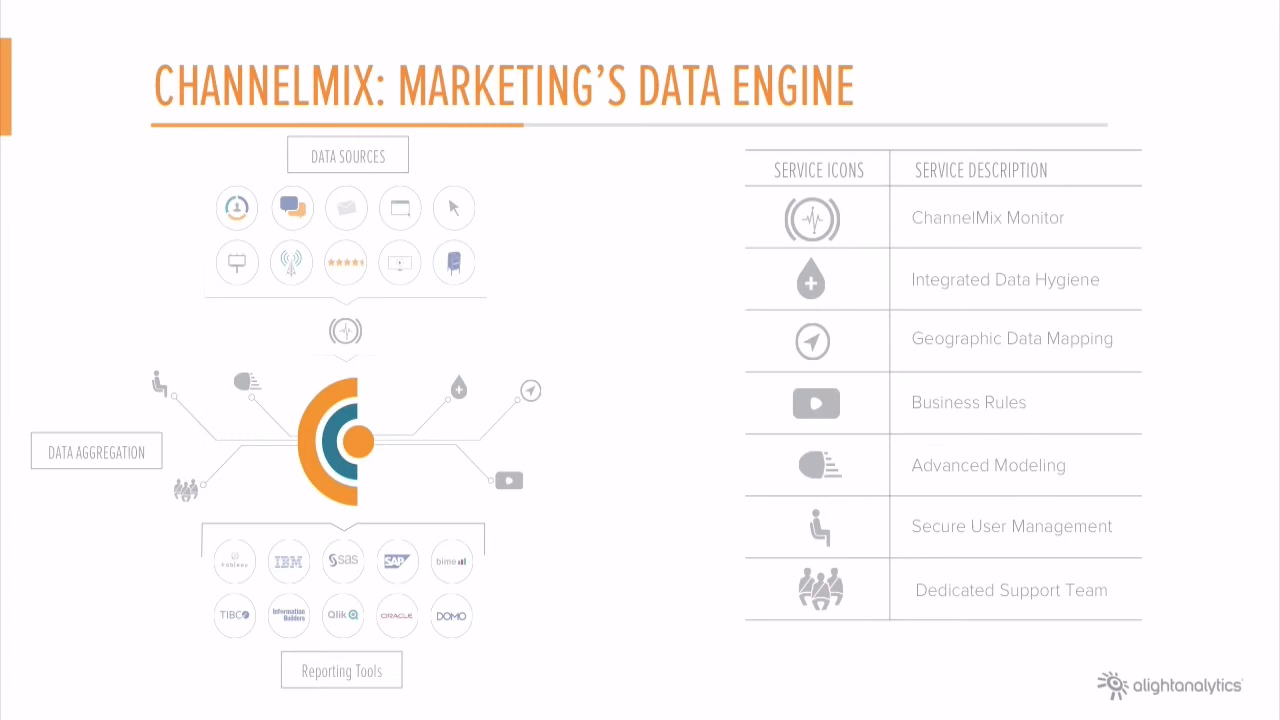 CHANNELMIX: MARKETING'S DATA ENGINE
DATA SOURCES
DATA AGGREGATION
tableau
IBM
sas
SAP
bime
TIBCO
Information
Builders
Qlik
ORACLE
DOMO
Reporting Tools
SERVICE ICONS SERVICE DESCRIPTION
ChannelMix Monitor
Integrated Data Hygiene
Geographic Data Mapping
Business Rules
Advanced Modeling
Secure User Management
Dedicated Support Team
alightanalytics